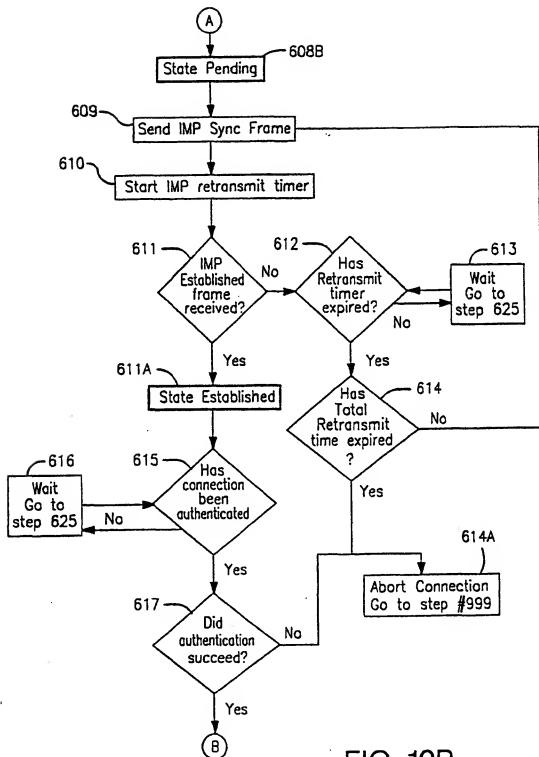 A
608B
State Pending
609
Send IMP Sync Frame
610
Start IMP retransmit timer
611
IMP
Established
frame
received?
No
612
Has
Retransmit
timer
expired?
No
613
Wait
Go to
step 625
Yes
Yes
611A
State Established
614
Has
Total
Retransmit
time expired
?
No
Yes
616
Wait
Go to
step 625
615
Has
connection
been
authenticated
No
Yes
614A
Abort Connection
Go to step #999
617
Did
authentication
succeed?
No
Yes
B